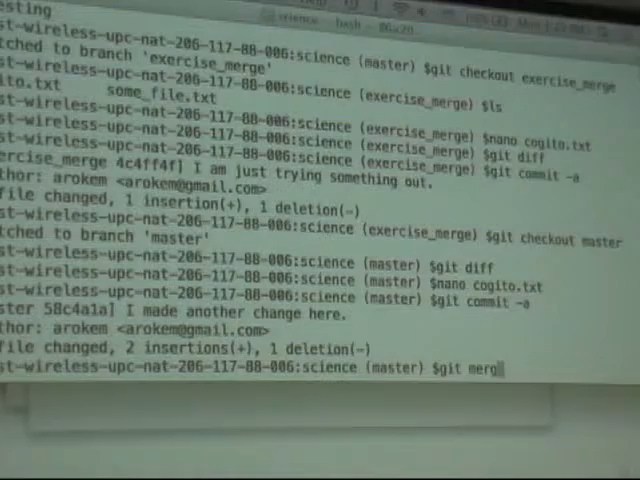 esting
science — bash — 86x20
st-wireless-upc-nat-206-117-88-006:science (master) $git checkout exercise_merge
tched to branch 'exercise_merge'
st-wireless-upc-nat-206-117-88-006:science (exercise_merge) $ls
ito.txt some_file.txt
st-wireless-upc-nat-206-117-88-006:science (exercise_merge) $nano cogito.txt
st-wireless-upc-nat-206-117-88-006:science (exercise_merge) $git diff
st-wireless-upc-nat-206-117-88-006:science (exercise_merge) $git commit -a
ercise_merge 4c4ff4f] I am just trying something out.
thor: arokem <arokem@gmail.com>
file changed, 1 insertion(+), 1 deletion(-)
st-wireless-upc-nat-206-117-88-006:science (exercise_merge) $git checkout master
tched to branch 'master'
st-wireless-upc-nat-206-117-88-006:science (master) $git diff
st-wireless-upc-nat-206-117-88-006:science (master) $nano cogito.txt
st-wireless-upc-nat-206-117-88-006:science (master) $git commit -a
ster 58c4a1a] I made another change here.
thor: arokem <arokem@gmail.com>
file changed, 2 insertions(+), 1 deletion(-)
st-wireless-upc-nat-206-117-88-006:science (master) $git merg